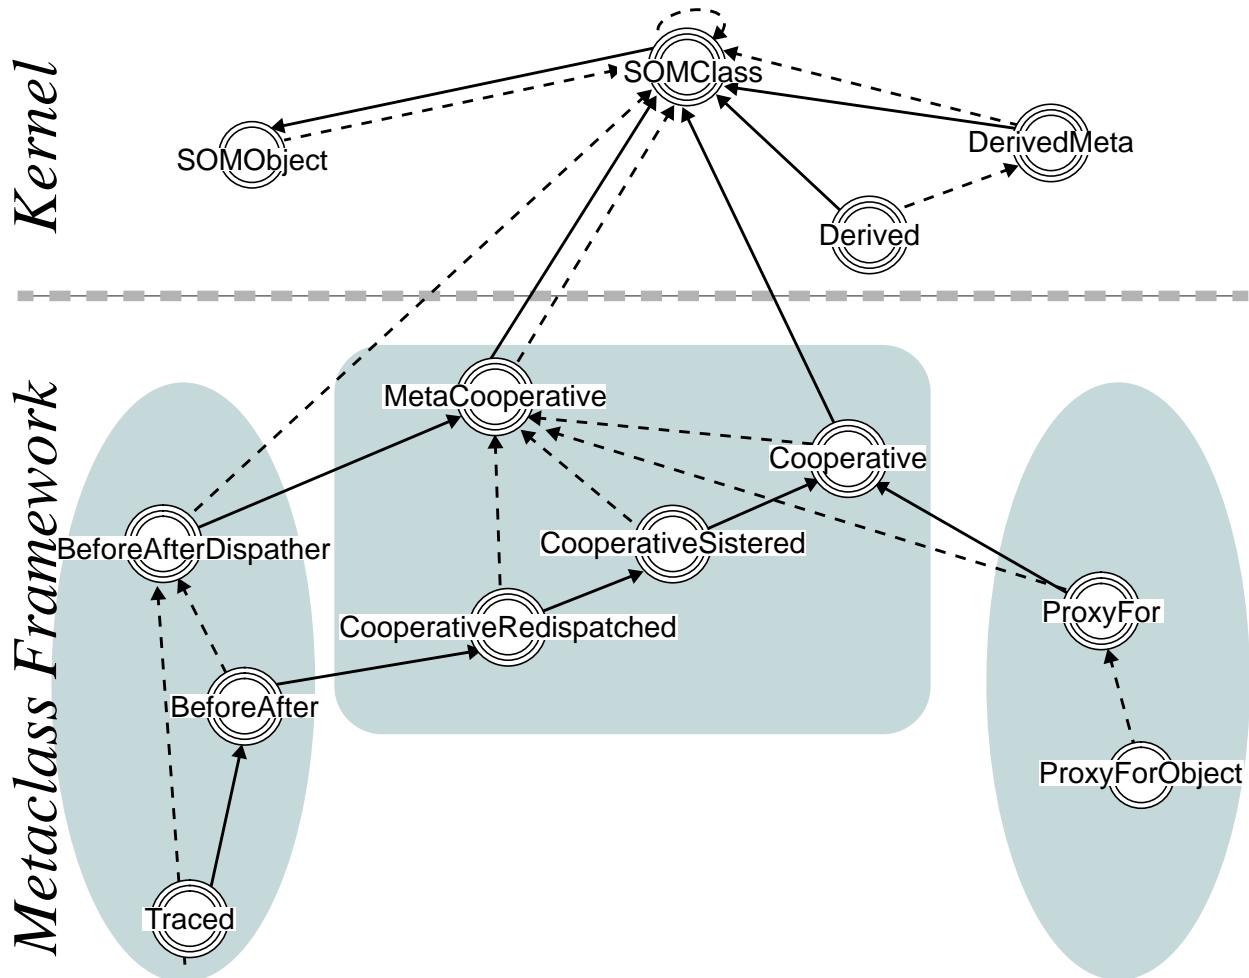 Kernel
SOMClass
DerivedMeta
SOMObject
Derived
Metaclass Framework
MetaCooperative
Cooperative
BeforeAfterDispather
CooperativeSistered
ProxyFor
CooperativeRedispatched
BeforeAfter
ProxyForObject
Traced